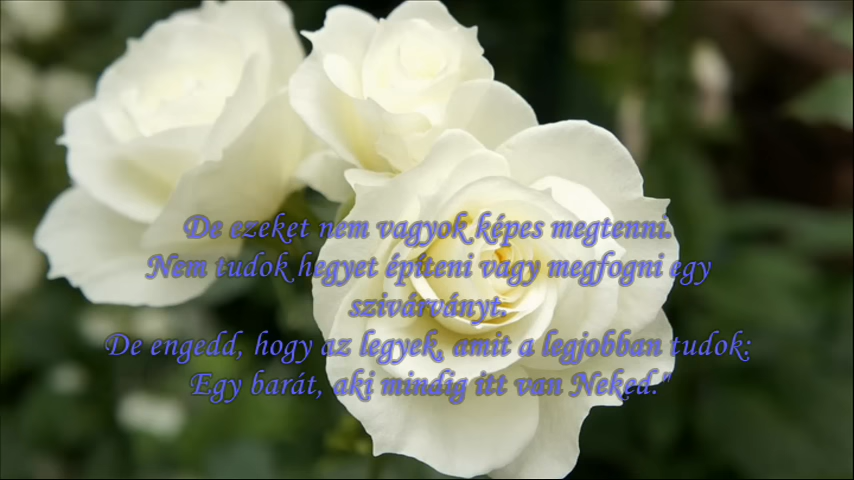 De ezeket nem vagyok képes megtenni.
Nem tudok hegyet építeni vagy megfogni egy
szivárványt.
De engedd, hogy az legyek, amit a legjobban tudok:
Egy barát, aki mindig itt van Neked."